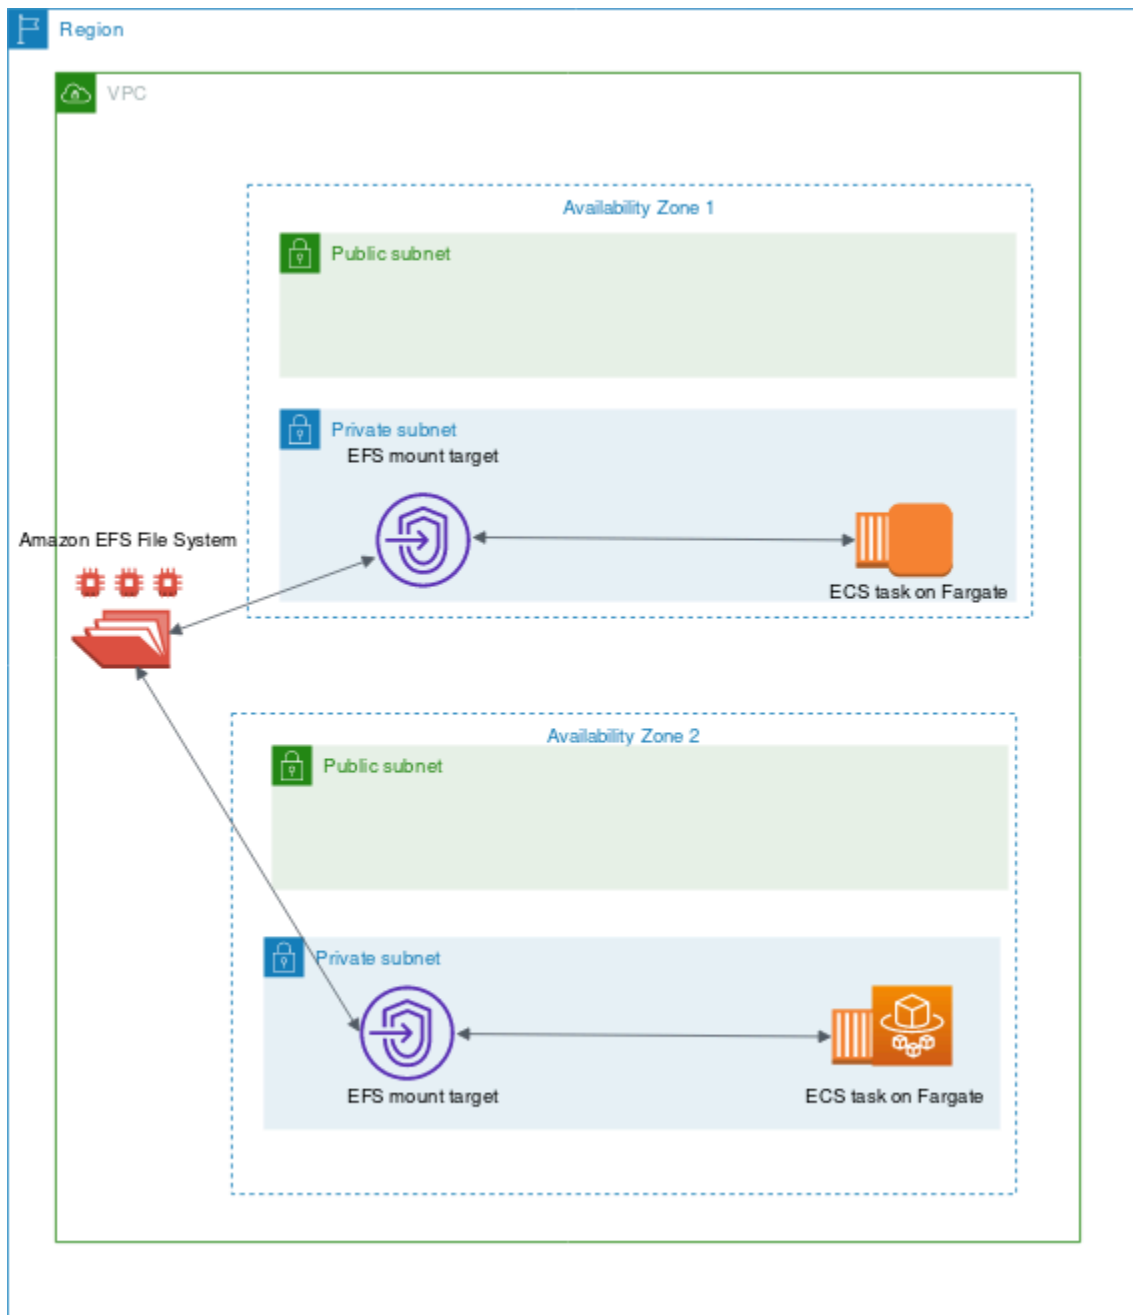 Region
VPC
Availability Zone 1
Public subnet
Private subnet
EFS mount target
Amazon EFS File System
ECS task on Fargate
Availability Zone 2
Public subnet
Private subnet
EFS mount target
ECS task on Fargate